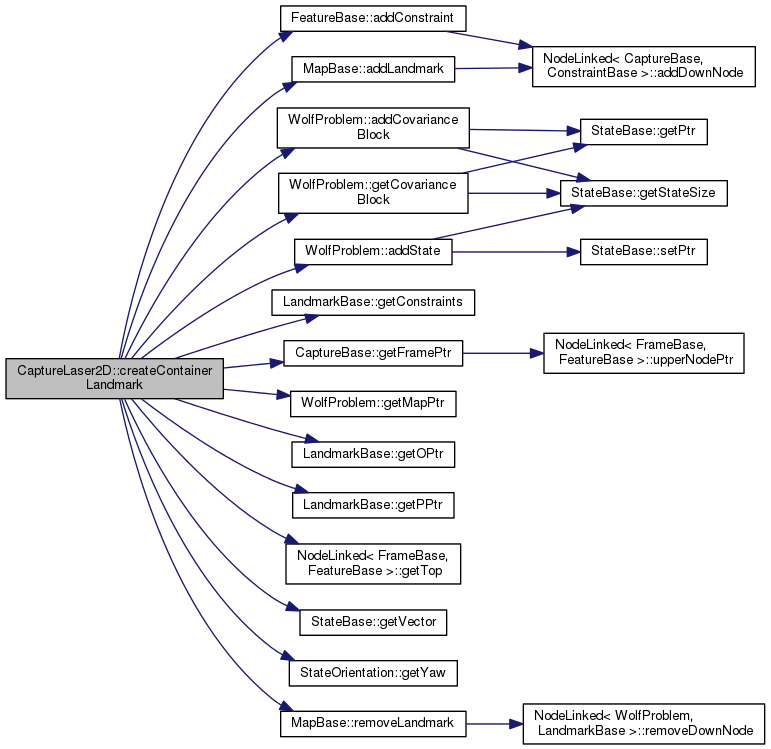 FeatureBase::addConstraint
NodeLinked< CaptureBase,
ConstraintBase >::addDownNode
MapBase::addLandmark
WolfProblem::addCovariance
Block
StateBase::getPtr
WolfProblem::getCovariance
Block
StateBase::getStateSize
WolfProblem::addState
StateBase::setPtr
LandmarkBase::getConstraints
CaptureBase::getFramePtr
NodeLinked< FrameBase,
FeatureBase >::upperNodePtr
CaptureLaser2D::createContainer
Landmark
WolfProblem::getMapPtr
LandmarkBase::getOPtr
LandmarkBase::getPPtr
NodeLinked< FrameBase,
FeatureBase >::getTop
StateBase::getVector
StateOrientation::getYaw
MapBase::removeLandmark
NodeLinked< WolfProblem,
LandmarkBase >::removeDownNode